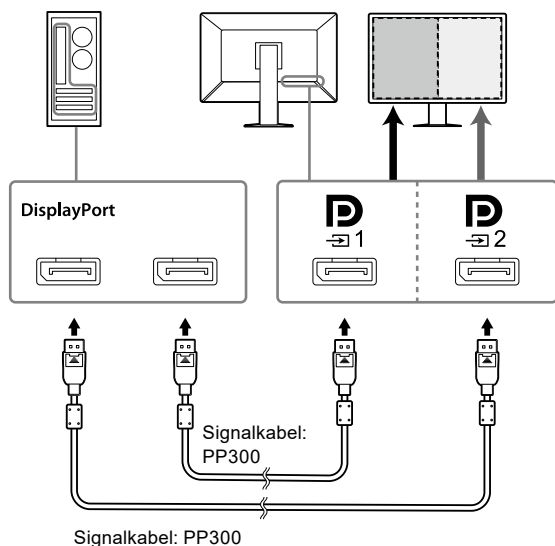 DisplayPort
1
2
Signalkabel:
PP300
Signalkabel: PP300